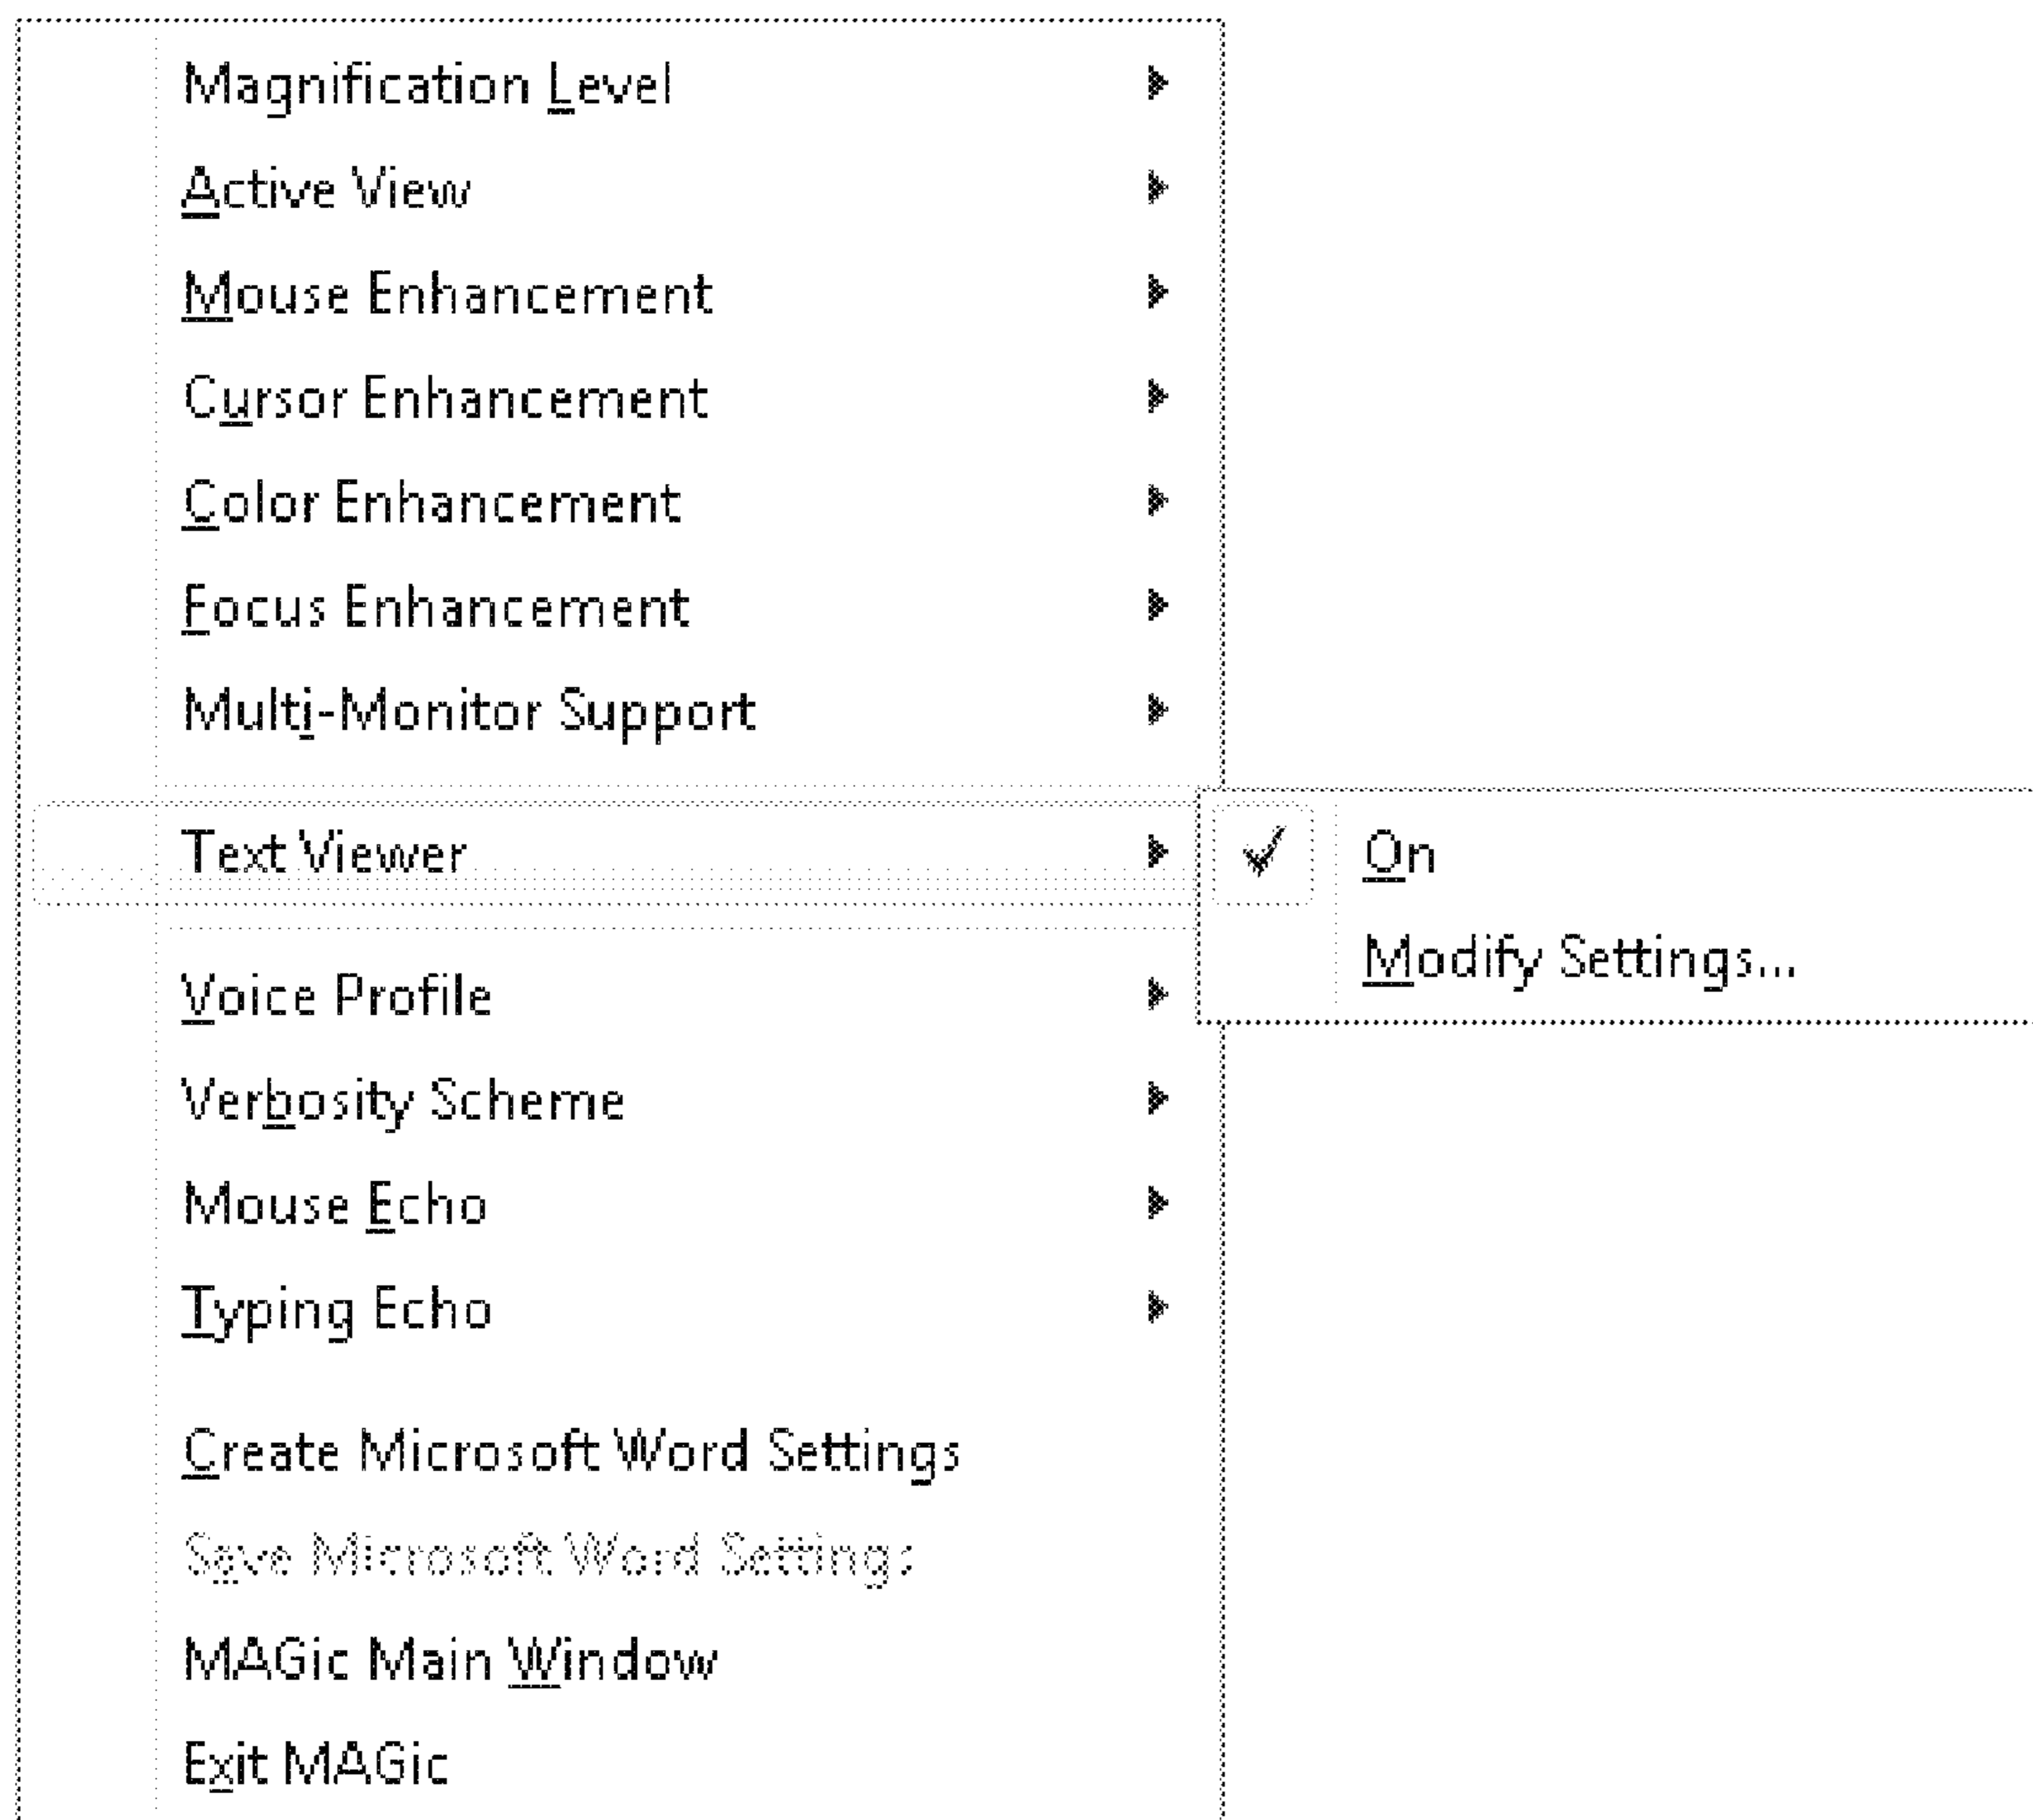 Magnification Level
Active View
Mouse Enhancement
Cursor Enhancement
Color Enhancement
Focus Enhancement
Multi-Monitor Support
Text Viewer
On
Modify Settings...
Voice Profile
Verbosity Scheme
Mouse Echo
Typing Echo
Create Microsoft Word Settings
Save Microsoft Word Settings
MAGic Main Window
Exit MAGic